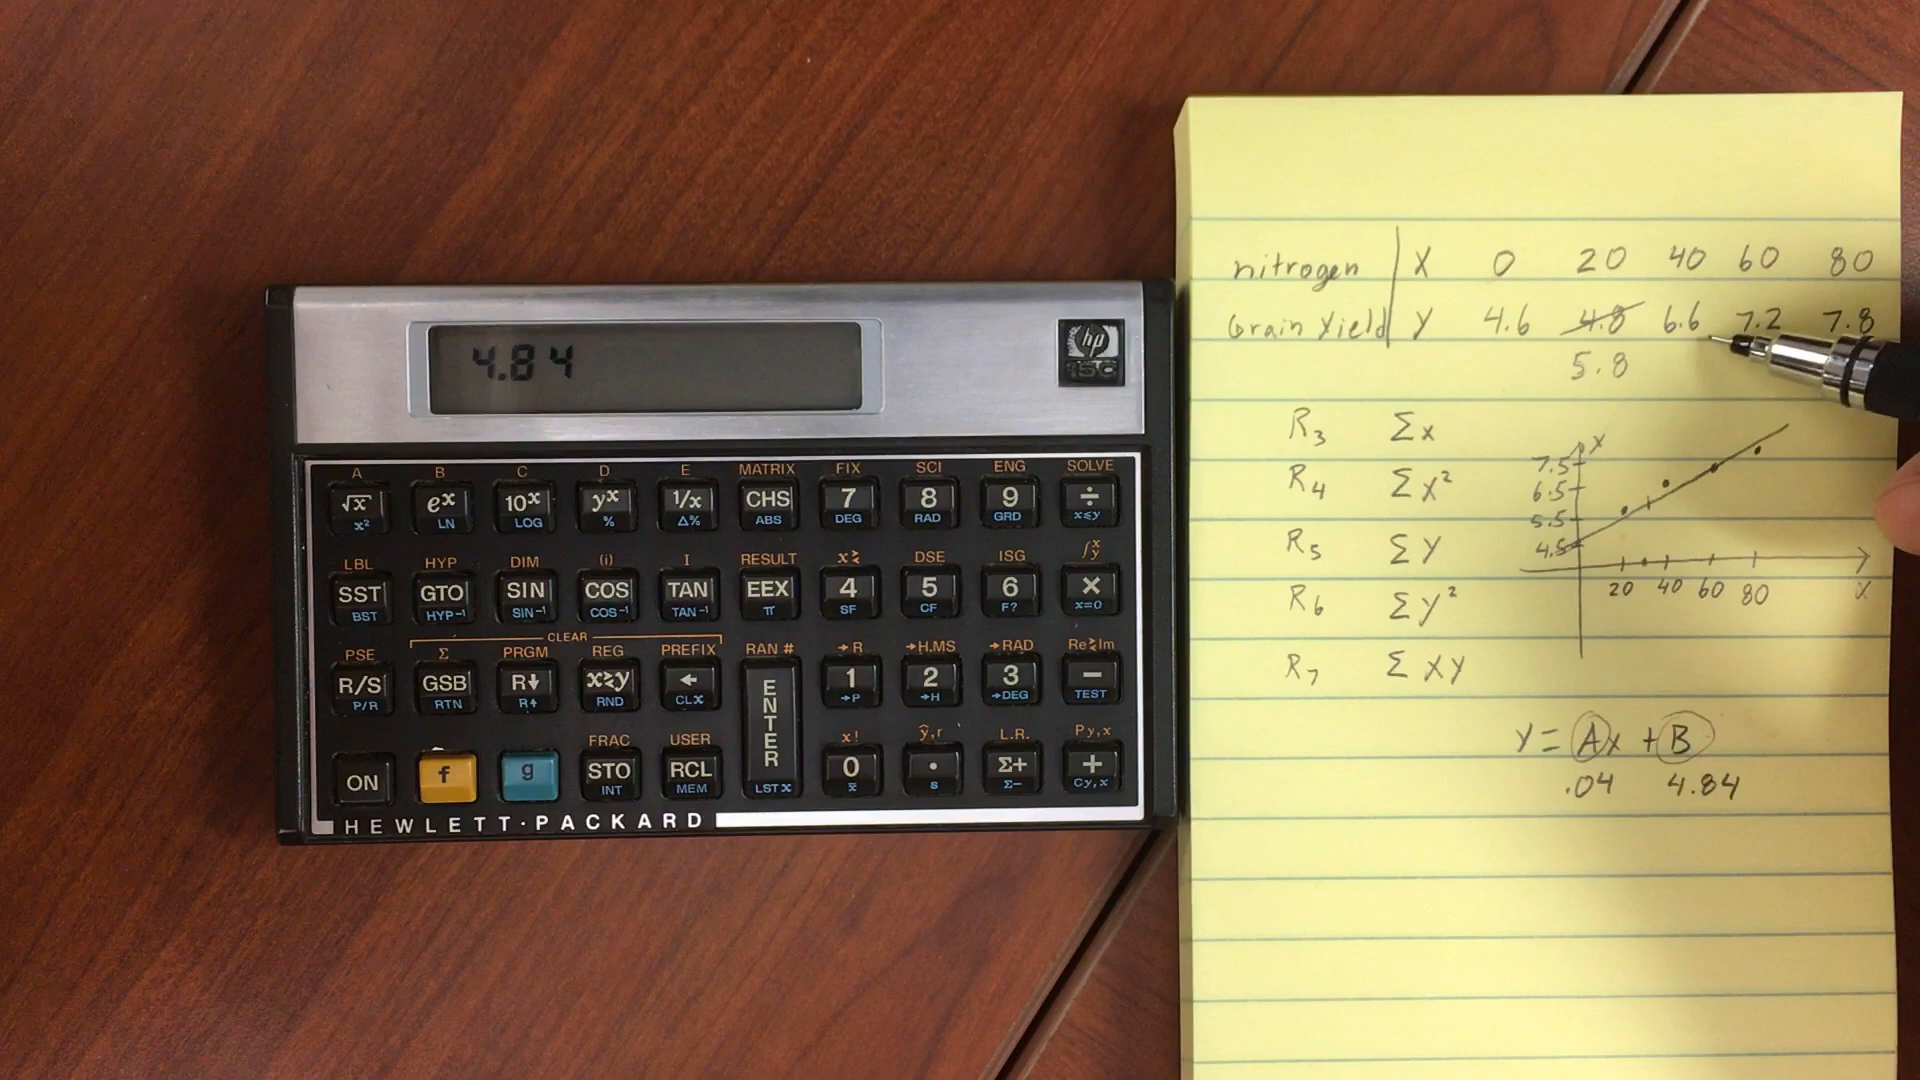 4.84
hp
15C
A B C D E MATRIX FIX SCI ENG SOLVE
√x eˣ 10ˣ yˣ 1/x CHS 7 8 9 ÷
x² LN LOG % Δ% ABS DEG RAD GRD x≤y
LBL HYP DIM (i) I RESULT x≷ DSE ISG ∫xy
SST GTO SIN COS TAN EEX 4 5 6 ×
BST HYP⁻¹ SIN⁻¹ COS⁻¹ TAN⁻¹ π SF CF F? x=0
CLEAR
PSE Σ PRGM REG PREFIX RAN # →R →H.MS →RAD Re≷Im
R/S GSB R↓ x≷y ← ENTER 1 2 3 −
P/R RTN R↑ RND CLx →P →H →DEG TEST
FRAC USER x! ŷ,r L.R. Py,x
ON f g STO RCL 0 • Σ+ +
INT MEM LSTx x̄ s Σ− Cy,x
HEWLETT·PACKARD
nitrogen X 0 20 40 60 80
Grain Yield Y 4.6 4.8 6.6 7.2 7.8
5.8
R3 Σx
R4 Σx²
R5 Σy
R6 Σy²
R7 Σxy
Y
7.5
6.5
5.5
4.5
20 40 60 80 X
Y = Ax + B
.04 4.84